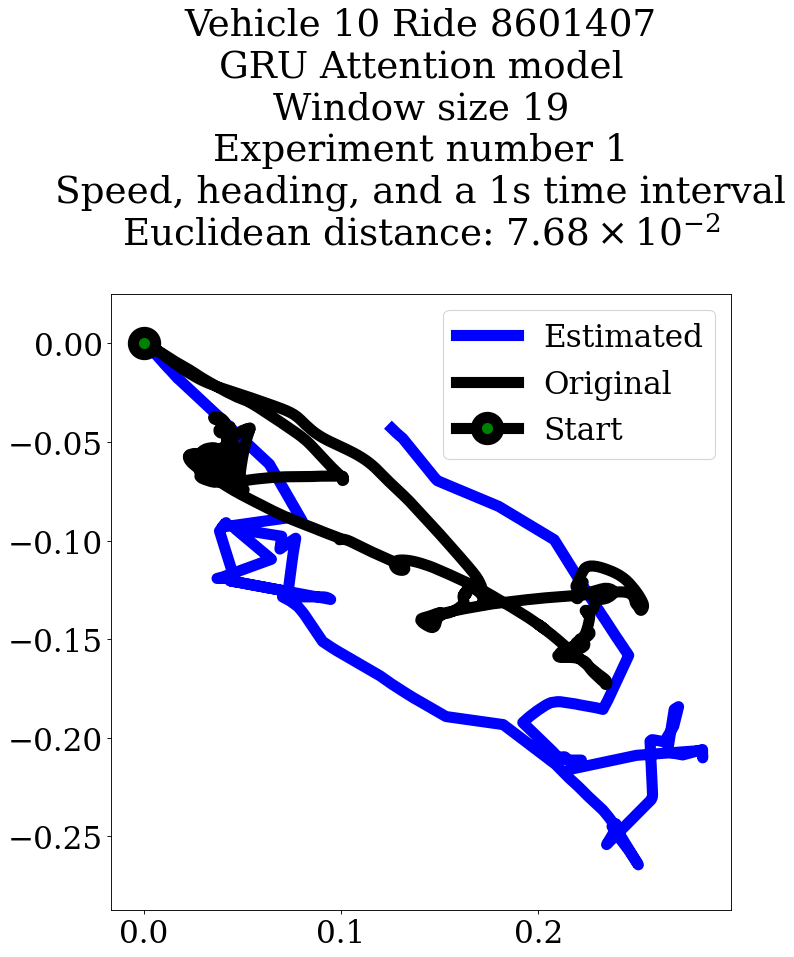 Vehicle 10 Ride 8601407
GRU Attention model
Window size 19
Experiment number 1
Speed, heading, and a 1s time interval
Euclidean distance: 7.68 × 10⁻²
Estimated
Original
Start
0.00
−0.05
−0.10
−0.15
−0.20
−0.25
0.0 0.1 0.2